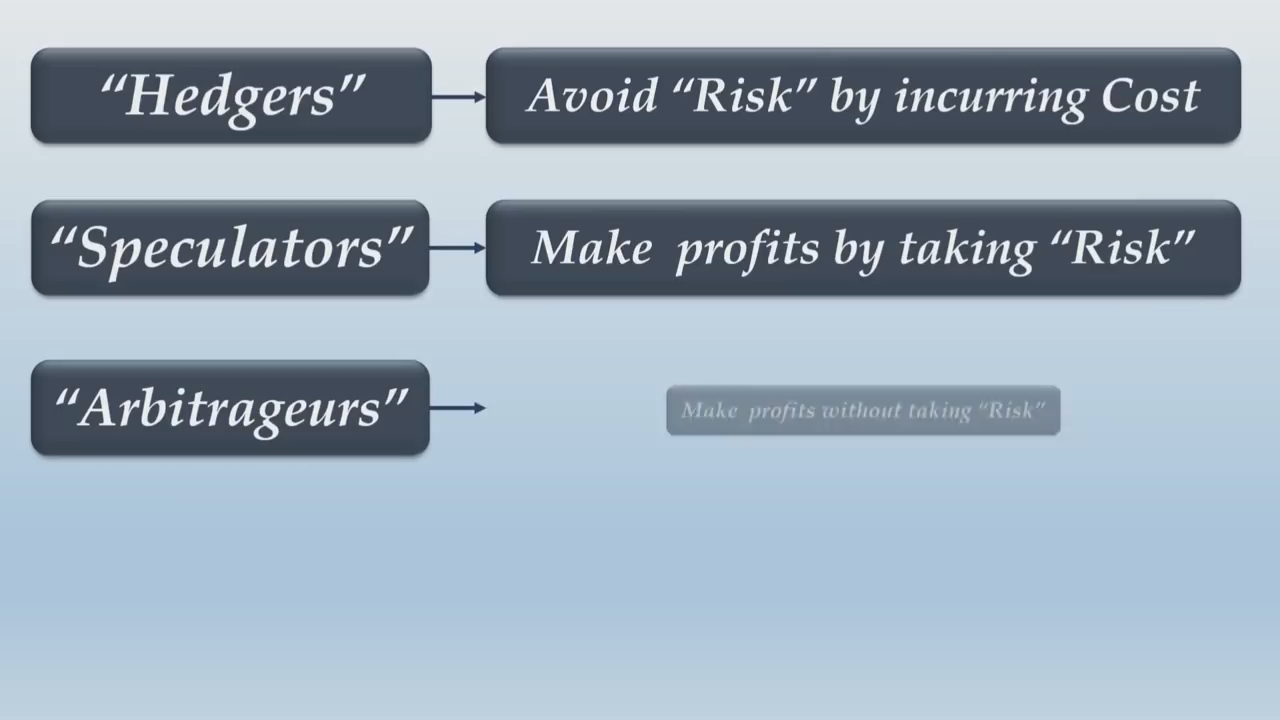 “Hedgers”
Avoid “Risk” by incurring Cost
“Speculators”
Make profits by taking “Risk”
“Arbitrageurs”
Make profits without taking “Risk”